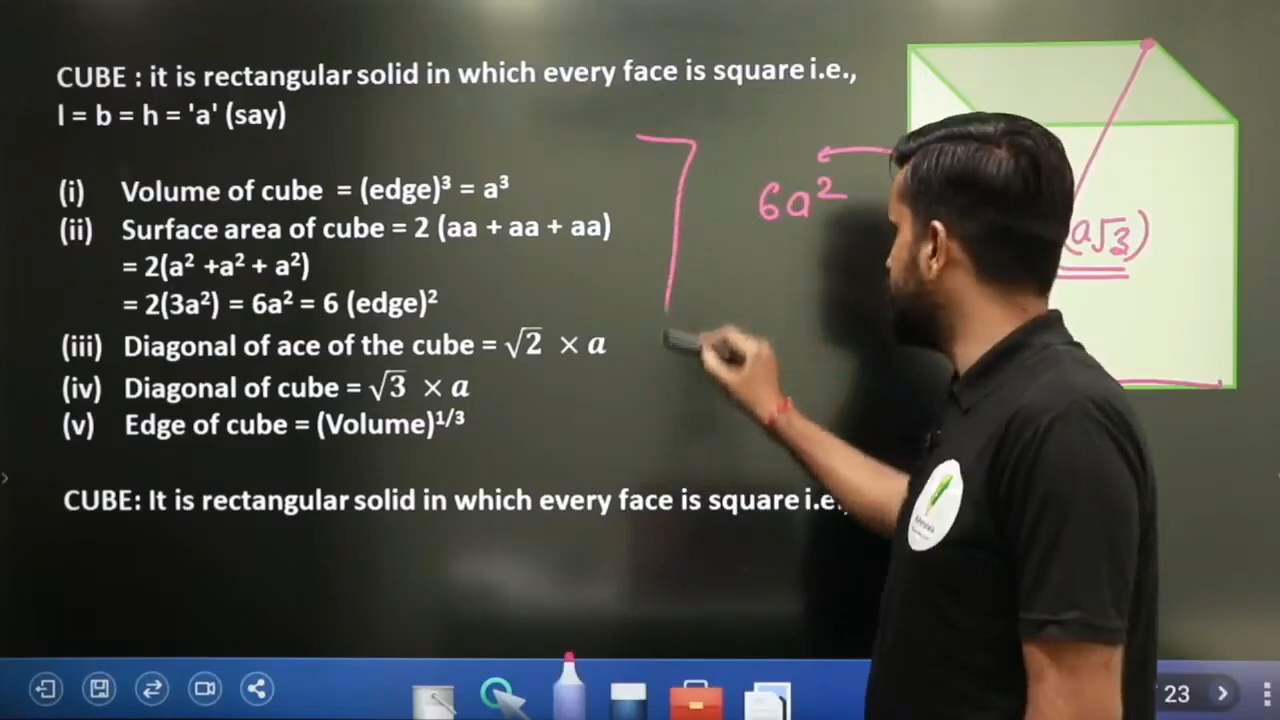 CUBE : it is rectangular solid in which every face is square i.e.,
l = b = h = 'a' (say)
(i) Volume of cube = (edge)³ = a³
(ii) Surface area of cube = 2 (aa + aa + aa)
= 2(a² +a² + a²)
= 2(3a²) = 6a² = 6 (edge)²
(iii) Diagonal of ace of the cube = √2 × a
(iv) Diagonal of cube = √3 × a
(v) Edge of cube = (Volume)^1/3
CUBE: It is rectangular solid in which every face is square i.e.,
6a²
(a√3)
23